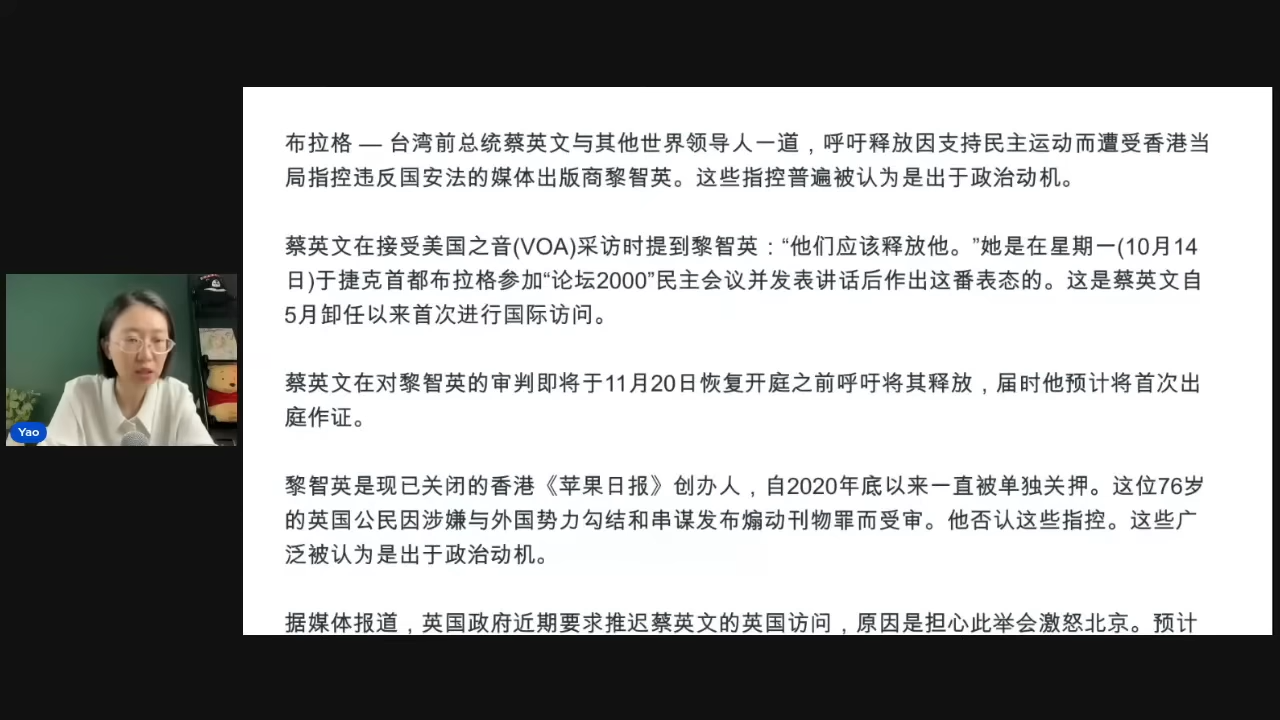 布拉格 — 台湾前总统蔡英文与其他世界领导人一道，呼吁释放因支持民主运动而遭受香港当
局指控违反国安法的媒体出版商黎智英。这些指控普遍被认为是出于政治动机。
蔡英文在接受美国之音(VOA)采访时提到黎智英：“他们应该释放他。”她是在星期一(10月14
日)于捷克首都布拉格参加“论坛2000”民主会议并发表讲话后作出这番表态的。这是蔡英文自
5月卸任以来首次进行国际访问。
蔡英文在对黎智英的审判即将于11月20日恢复开庭之前呼吁将其释放，届时他预计将首次出
庭作证。
黎智英是现已关闭的香港《苹果日报》创办人，自2020年底以来一直被单独关押。这位76岁
的英国公民因涉嫌与外国势力勾结和串谋发布煽动刊物罪而受审。他否认这些指控。这些广
泛被认为是出于政治动机。
据媒体报道，英国政府近期要求推迟蔡英文的英国访问，原因是担心此举会激怒北京。预计
Yao